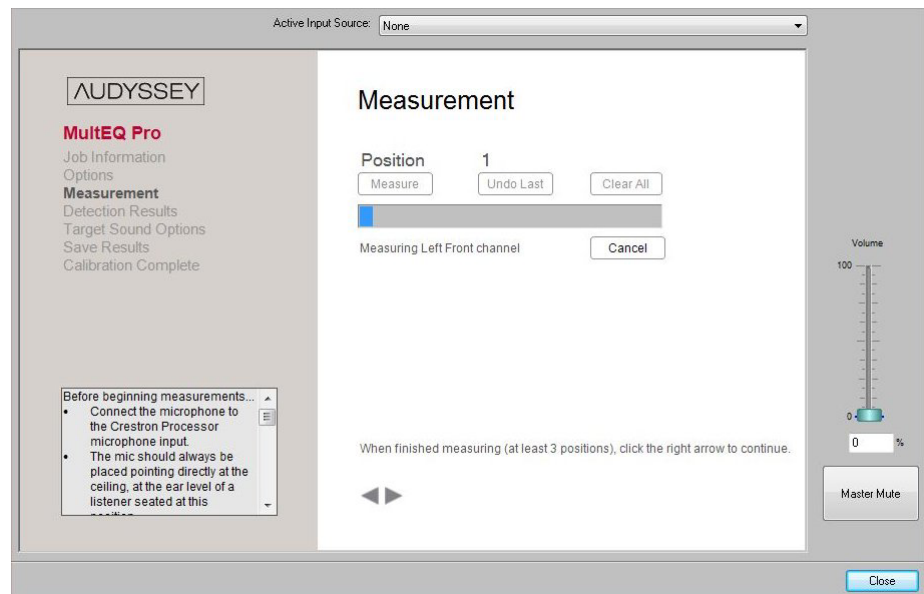 Active Input Source: None
AUDYSSEY
MultEQ Pro
Job Information
Options
Measurement
Detection Results
Target Sound Options
Save Results
Calibration Complete
Before beginning measurements...
• Connect the microphone to
the Crestron Processor
microphone input.
• The mic should always be
placed pointing directly at the
ceiling, at the ear level of a
listener seated at this
Measurement
Position 1
Measure Undo Last Clear All
Measuring Left Front channel Cancel
When finished measuring (at least 3 positions), click the right arrow to continue.
Volume
100
0
0 %
Master Mute
Close